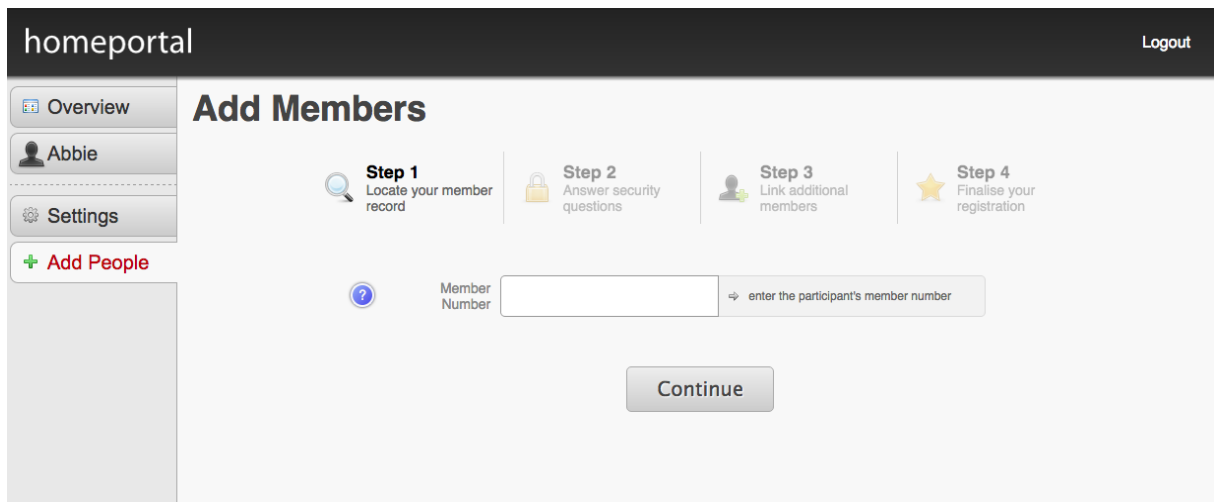 homeportal
Logout
Overview
Abbie
Settings
Add People
Add Members
Step 1
Locate your member
record
Step 2
Answer security
questions
Step 3
Link additional
members
Step 4
Finalise your
registration
?
Member
Number
⇨ enter the participant's member number
Continue